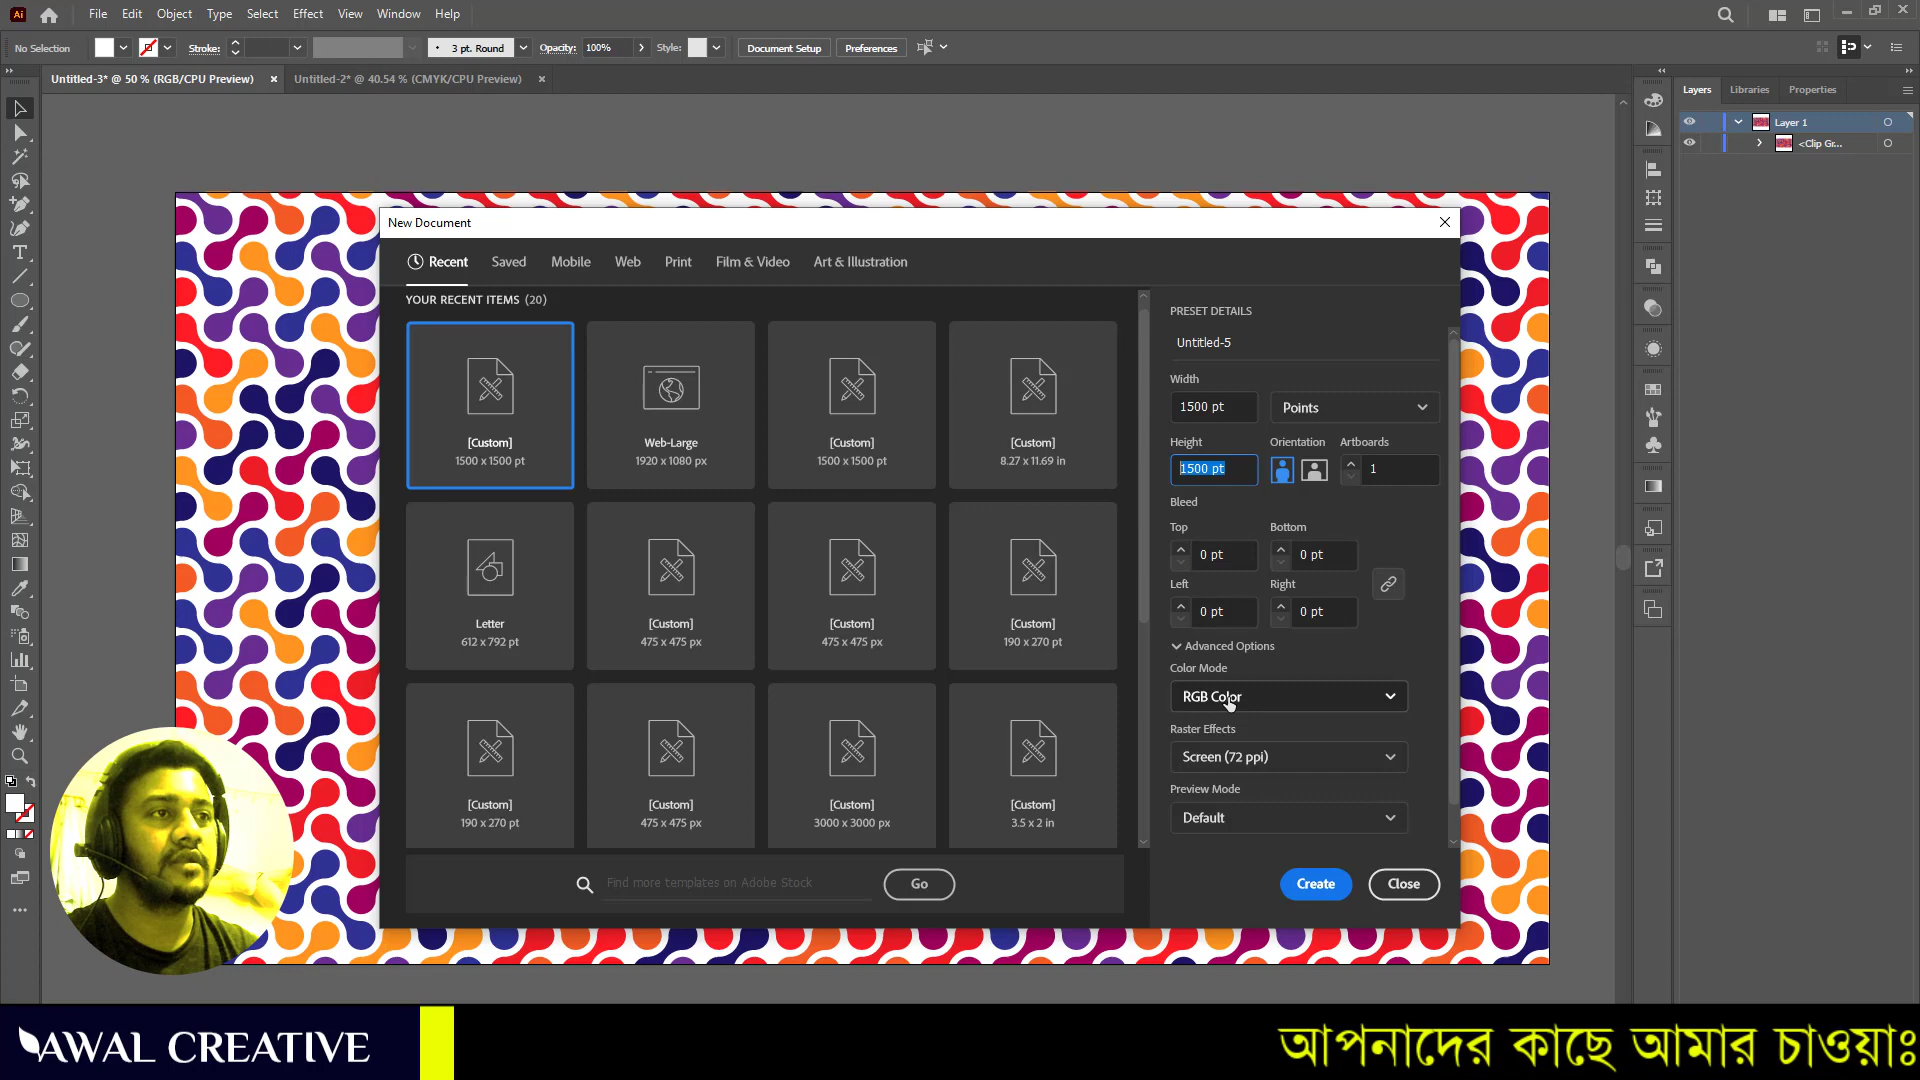 Ai File Edit Object Type Select Effect View Window Help
No Selection Stroke: 3 pt. Round Opacity: 100% Style: Document Setup Preferences
Untitled-3* @ 50 % (RGB/CPU Preview) Untitled-2* @ 40.54 % (CMYK/CPU Preview)
Layers Libraries Properties
Layer 1
<Clip Gr...
New Document
Recent Saved Mobile Web Print Film & Video Art & Illustration
YOUR RECENT ITEMS (20)
[Custom] Web-Large [Custom] [Custom]
1500 x 1500 pt 1920 x 1080 px 1500 x 1500 pt 8.27 x 11.69 in
Letter [Custom] [Custom] [Custom]
612 x 792 pt 475 x 475 px 475 x 475 px 190 x 270 pt
[Custom] [Custom] [Custom] [Custom]
190 x 270 pt 475 x 475 px 3000 x 3000 px 3.5 x 2 in
Find more templates on Adobe Stock Go
PRESET DETAILS
Untitled-5
Width
1500 pt Points
Height Orientation Artboards
1500 pt 1
Bleed
Top Bottom
0 pt 0 pt
Left Right
0 pt 0 pt
Advanced Options
Color Mode
RGB Color
Raster Effects
Screen (72 ppi)
Preview Mode
Default
Create Close
AWAL CREATIVE
আপনাদের কাছে আমার চাওয়াঃ